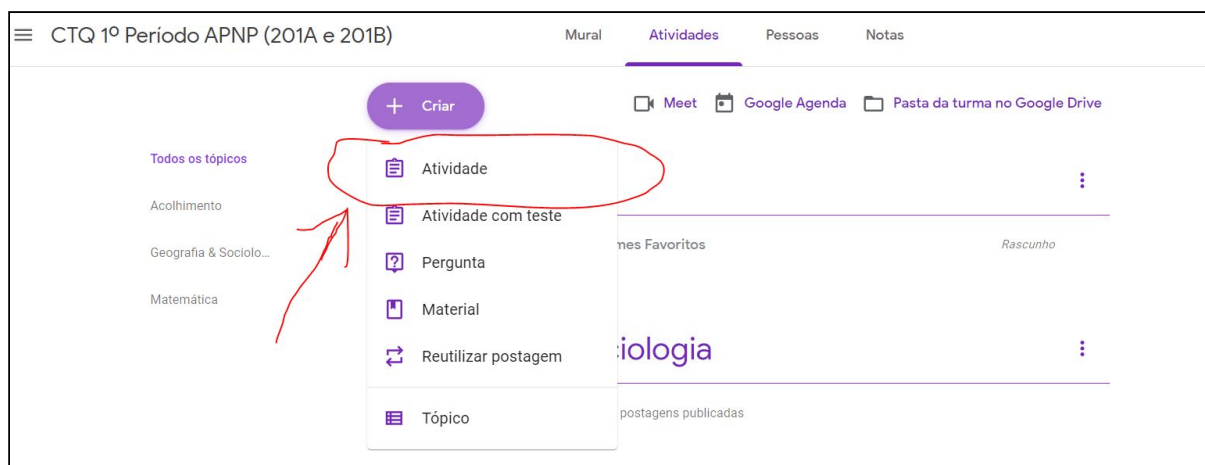 CTQ 1º Período APNP (201A e 201B)
Mural Atividades Pessoas Notas
Criar
Meet Google Agenda Pasta da turma no Google Drive
Todos os tópicos
Acolhimento
Geografia & Sociolo...
Matemática
Atividade
Atividade com teste
Pergunta
Material
Reutilizar postagem
Tópico
mes Favoritos
Rascunho
iologia
postagens publicadas